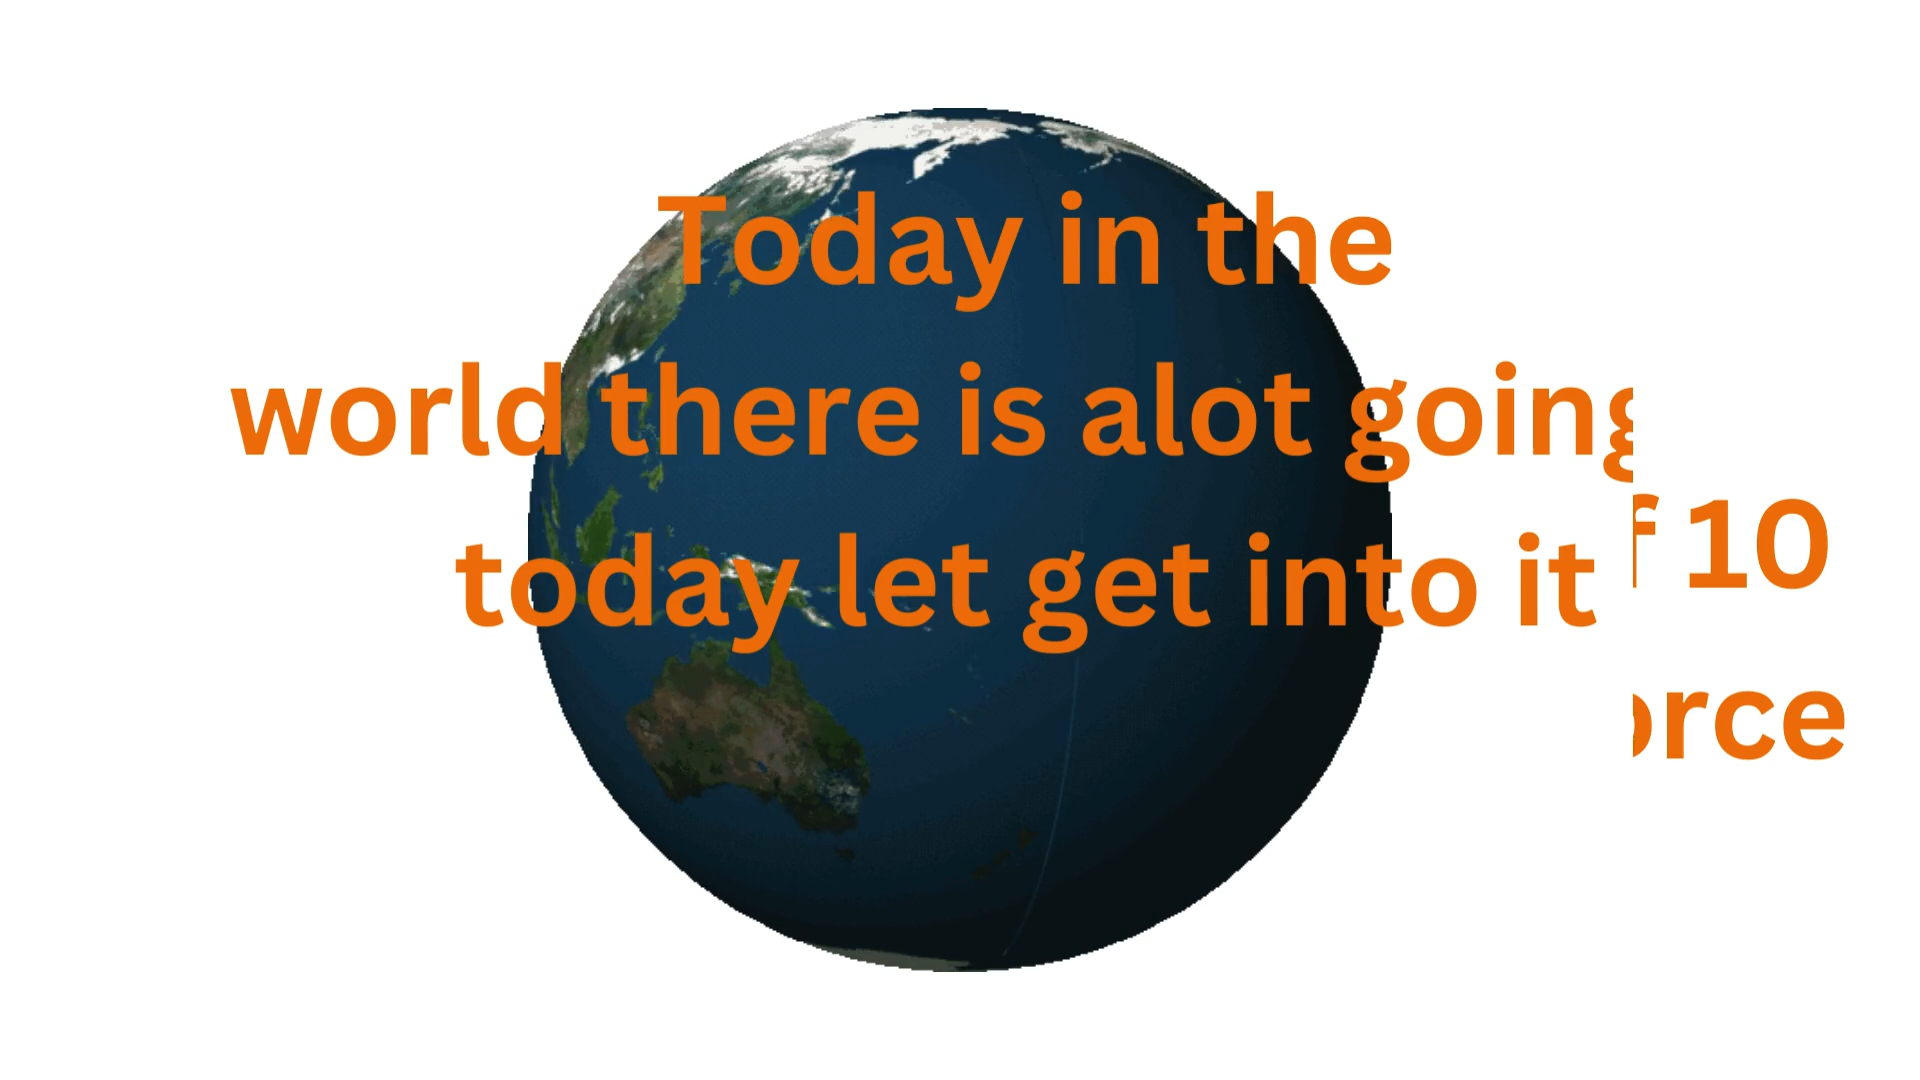 Today in the
world there is alot going
today let get into it
10